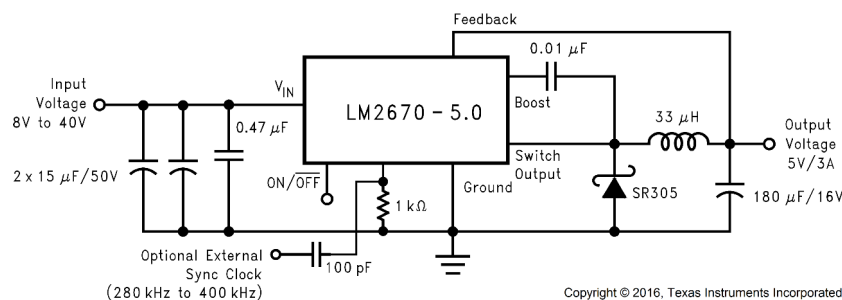 Feedback
0.01 μF
Input
Voltage
8V to 40V
V_IN
LM2670 – 5.0
Boost
33 μH
Output
Voltage
5V/3A
0.47 μF
Switch
Output
2 x 15 μF/50V
ON/O̅F̅F̅
Ground
SR305
180 μF/16V
1 kΩ
Optional External
Sync Clock
(280 kHz to 400 kHz)
100 pF
Copyright © 2016, Texas Instruments Incorporated